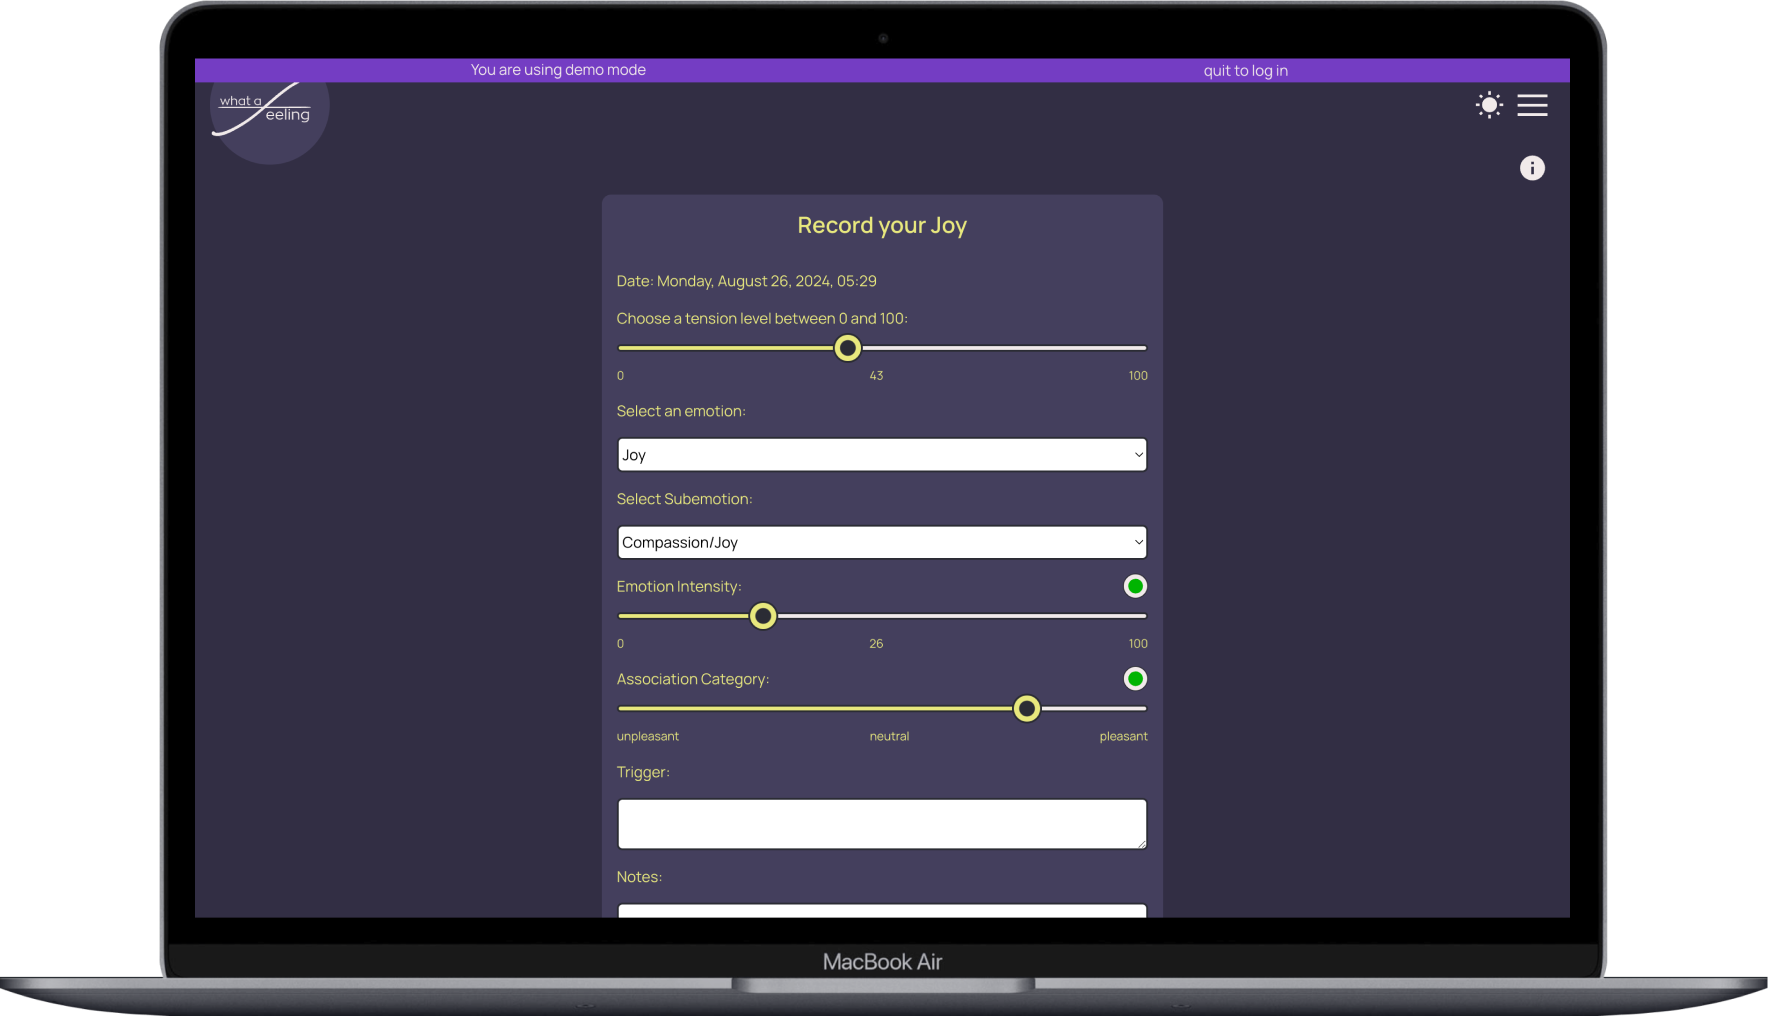 You are using demo mode
quit to log in
what a
eeling
Record your Joy
Date: Monday, August 26, 2024, 05:29
Choose a tension level between 0 and 100:
0 43 100
Select an emotion:
Joy
Select Subemotion:
Compassion/Joy
Emotion Intensity:
0 26 100
Association Category:
unpleasant neutral pleasant
Trigger:
Notes:
MacBook Air